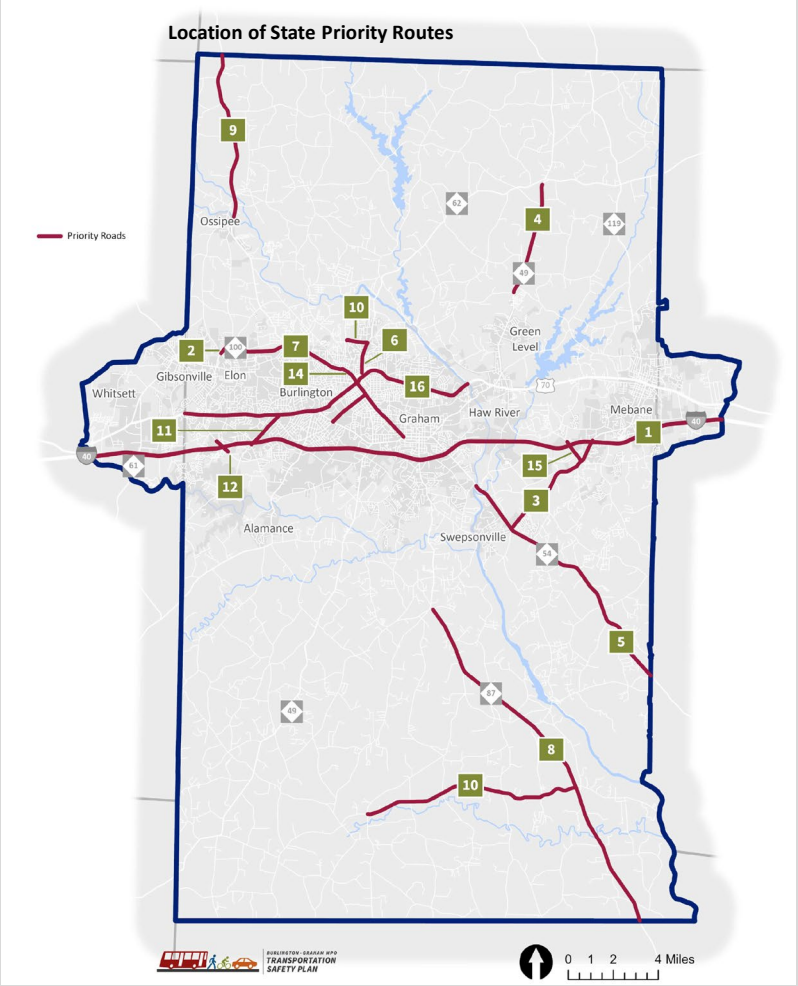 Location of State Priority Routes
9
Ossipee
62
4
119
Priority Roads
49
10
Green
Level
6
2
100
7
14
Gibsonville
Elon
Burlington
16
70
Whitsett
Graham
Haw River
Mebane
11
1
40
40
61
15
12
3
Alamance
Swepsonville
54
5
87
49
8
10
BURLINGTON-GRAHAM MPO
TRANSPORTATION
SAFETY PLAN
0 1 2 4 Miles